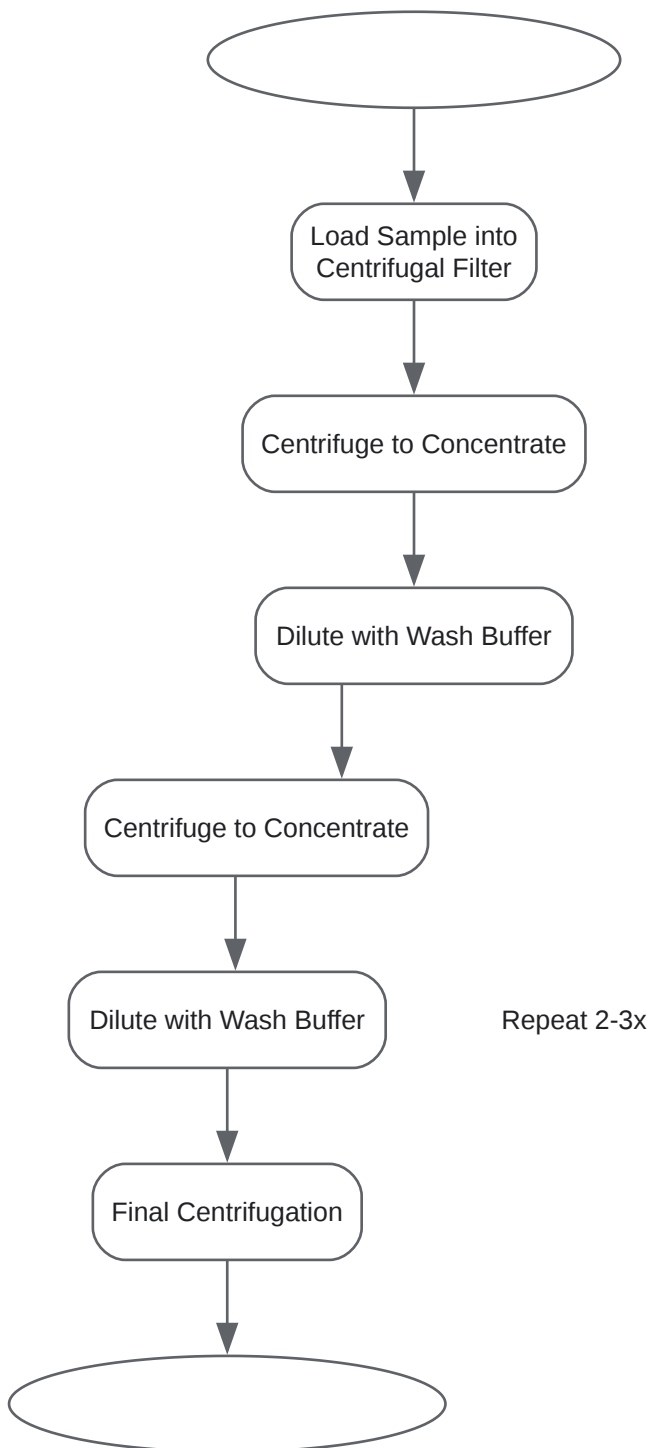 Load Sample into
Centrifugal Filter
Centrifuge to Concentrate
Dilute with Wash Buffer
Centrifuge to Concentrate
Dilute with Wash Buffer
Repeat 2-3x
Final Centrifugation